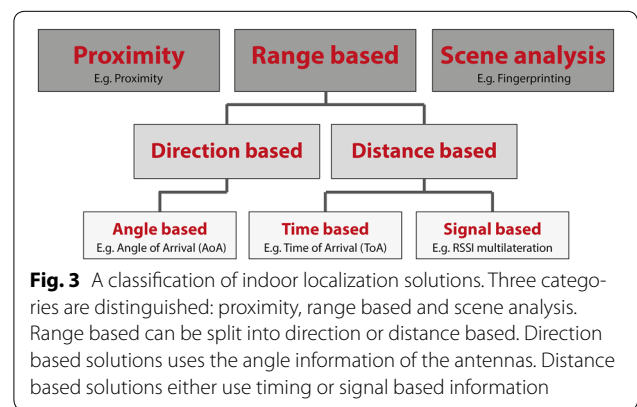 Proximity
E.g. Proximity
Range based
Scene analysis
E.g. Fingerprinting
Direction based
Distance based
Angle based
E.g. Angle of Arrival (AoA)
Time based
E.g. Time of Arrival (ToA)
Signal based
E.g. RSSI multilateration
Fig. 3 A classification of indoor localization solutions. Three catego-
ries are distinguished: proximity, range based and scene analysis.
Range based can be split into direction or distance based. Direction
based solutions uses the angle information of the antennas. Distance
based solutions either use timing or signal based information